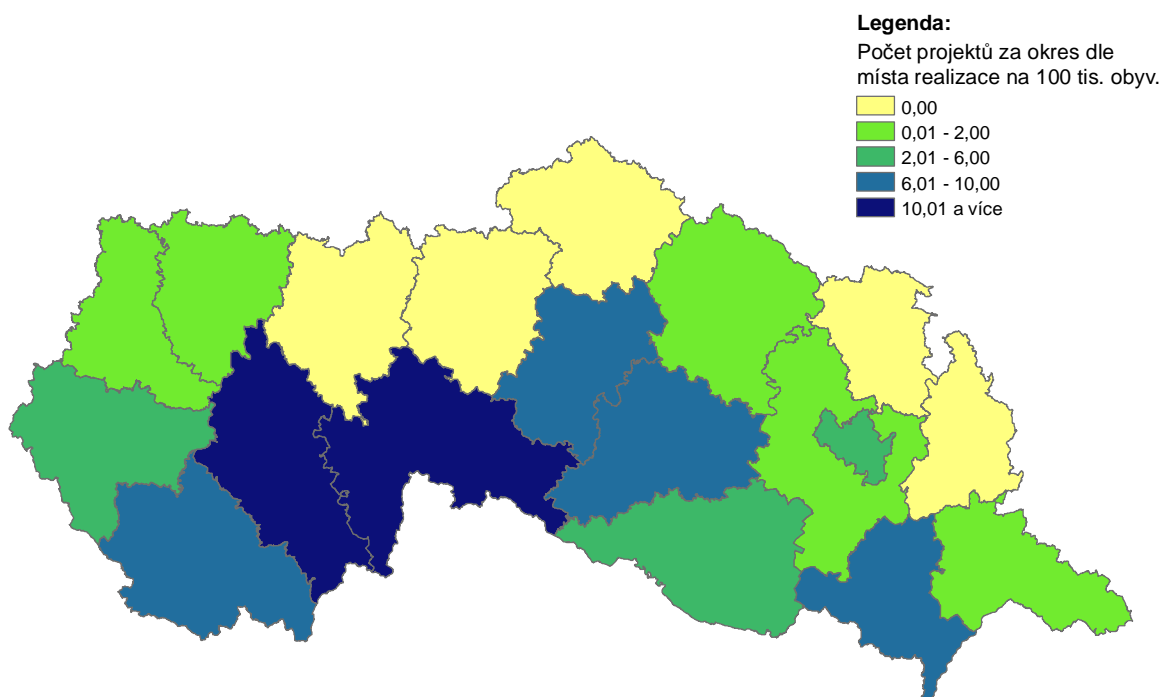 Legenda:
Počet projektů za okres dle
místa realizace na 100 tis. obyv.
0,00
0,01 - 2,00
2,01 - 6,00
6,01 - 10,00
10,01 a více